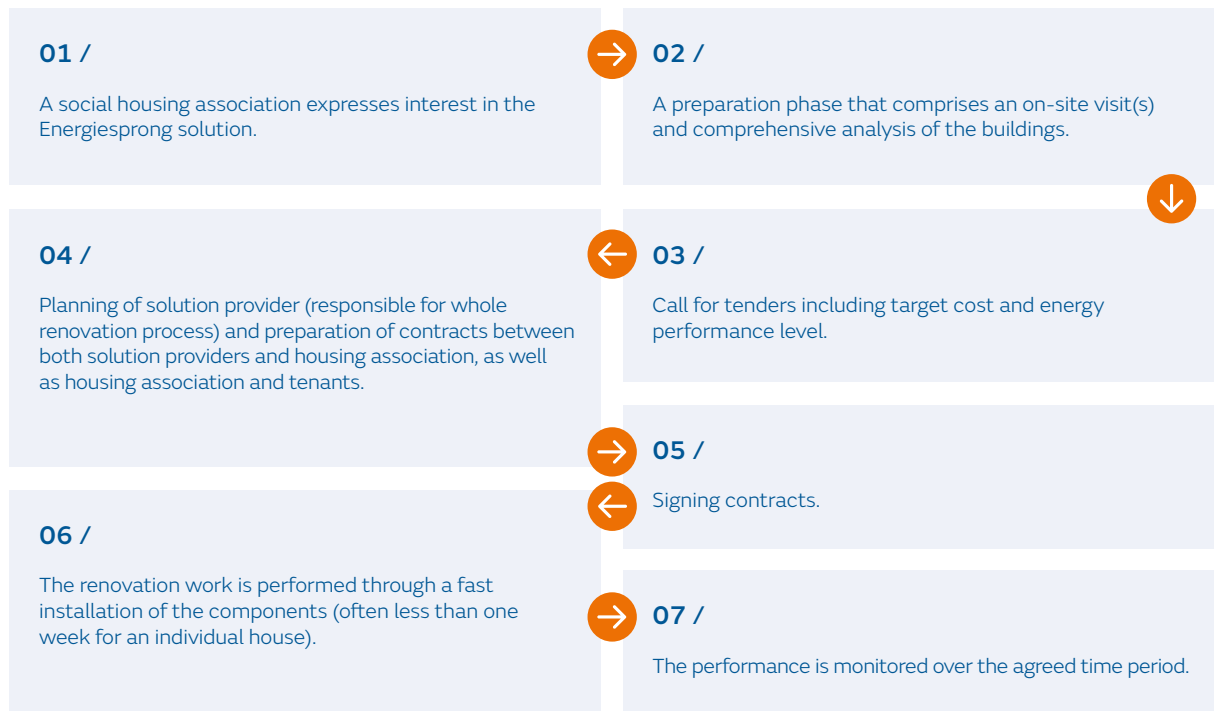 01 /
A social housing association expresses interest in the
Energiesprong solution.
02 /
A preparation phase that comprises an on-site visit(s)
and comprehensive analysis of the buildings.
03 /
Call for tenders including target cost and energy
performance level.
04 /
Planning of solution provider (responsible for whole
renovation process) and preparation of contracts between
both solution providers and housing association, as well
as housing association and tenants.
05 /
Signing contracts.
06 /
The renovation work is performed through a fast
installation of the components (often less than one
week for an individual house).
07 /
The performance is monitored over the agreed time period.